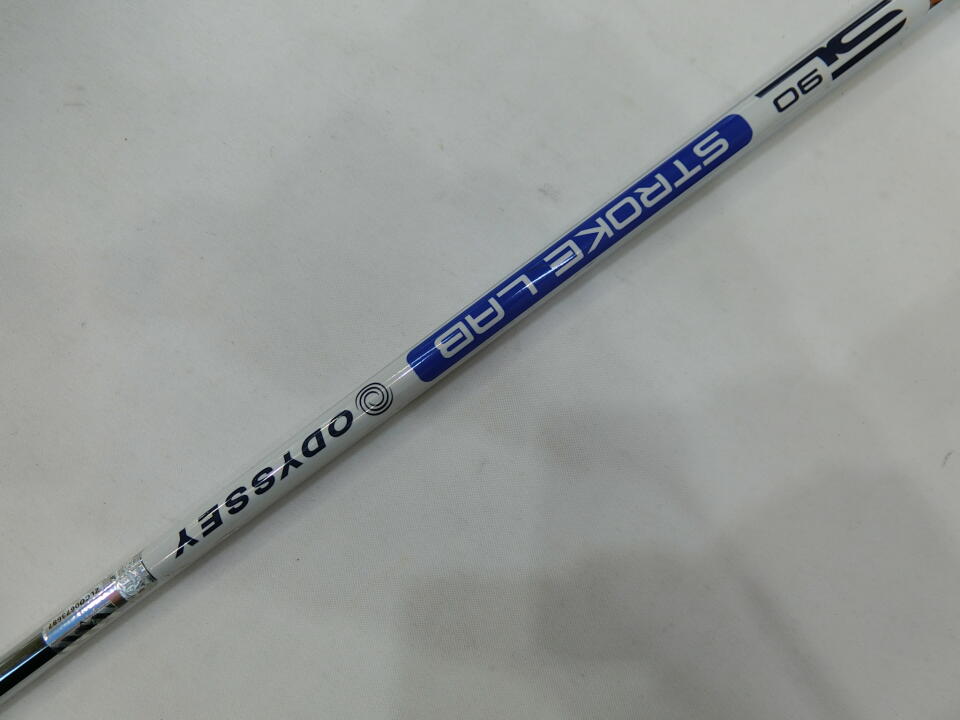 SL
90
STROKE LAB
ODYSSEY